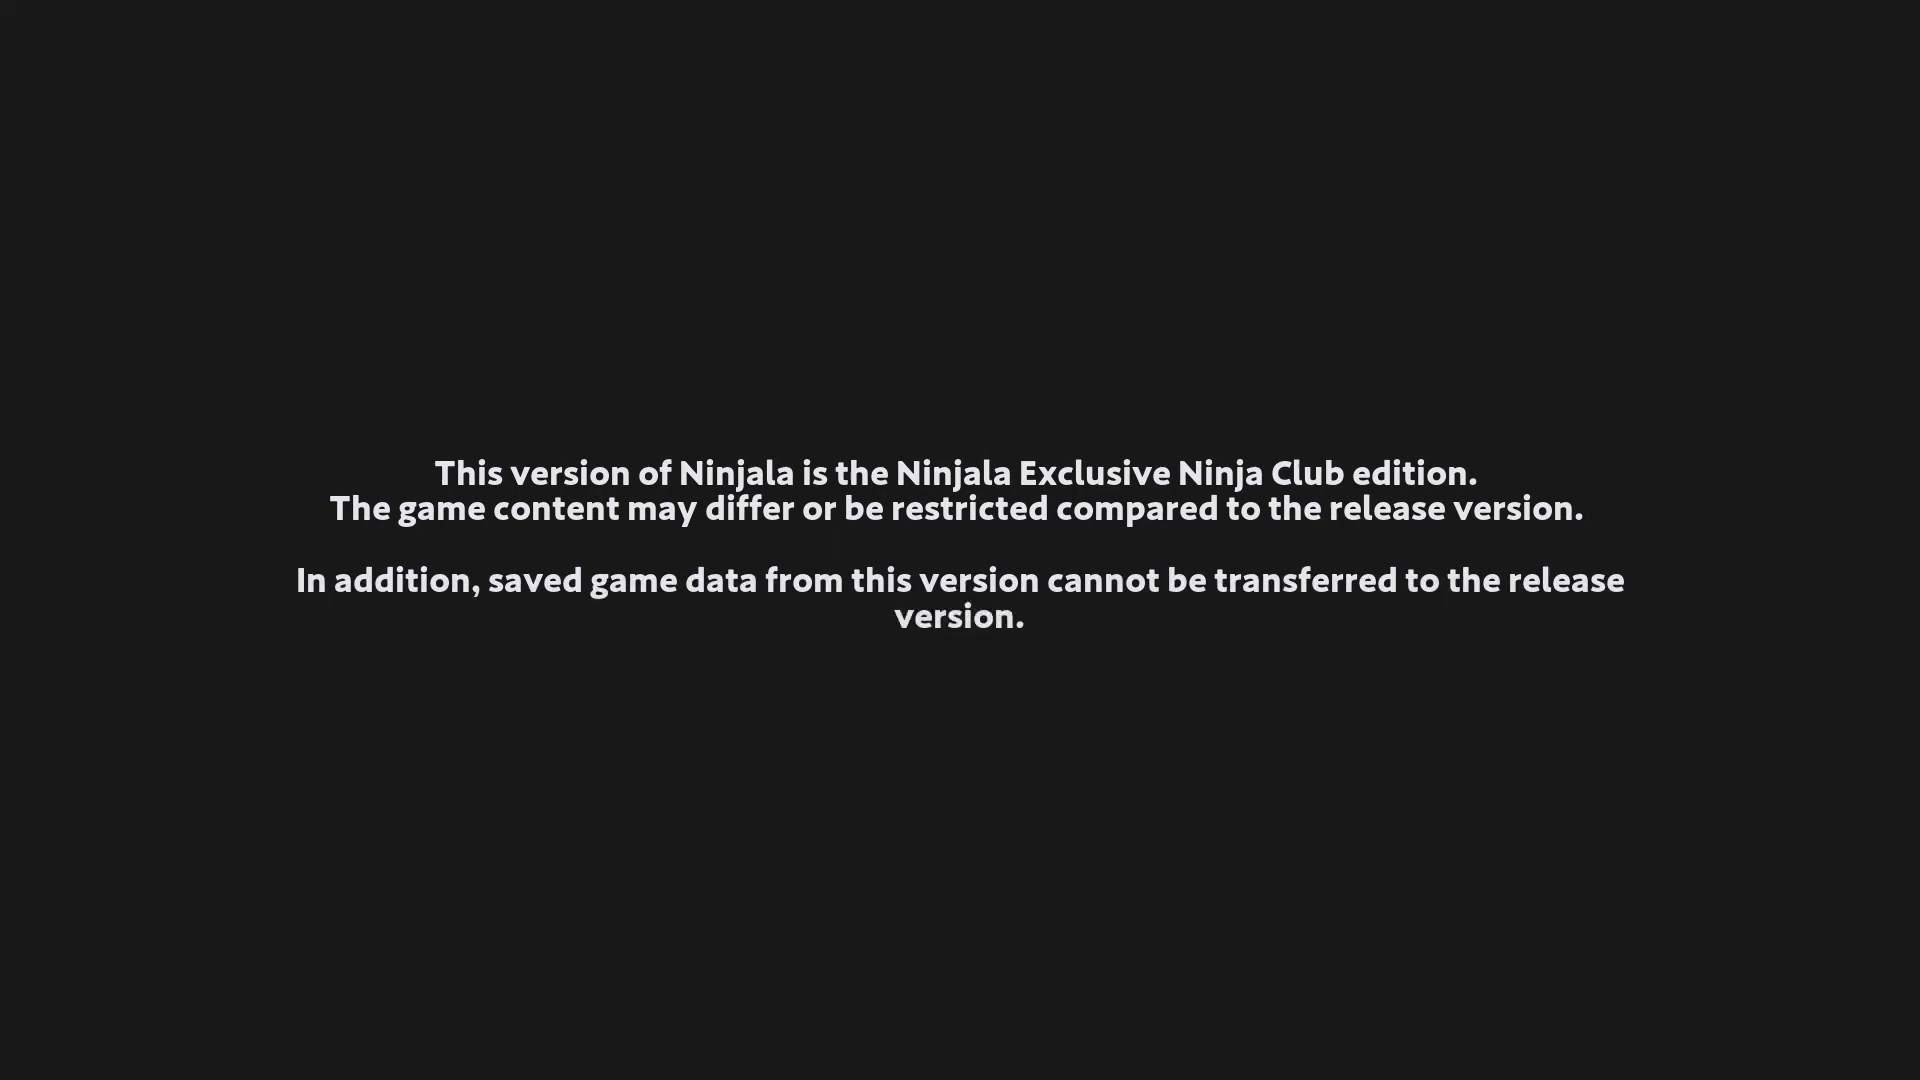 This version of Ninjala is the Ninjala Exclusive Ninja Club edition.
The game content may differ or be restricted compared to the release version.
In addition, saved game data from this version cannot be transferred to the release
version.